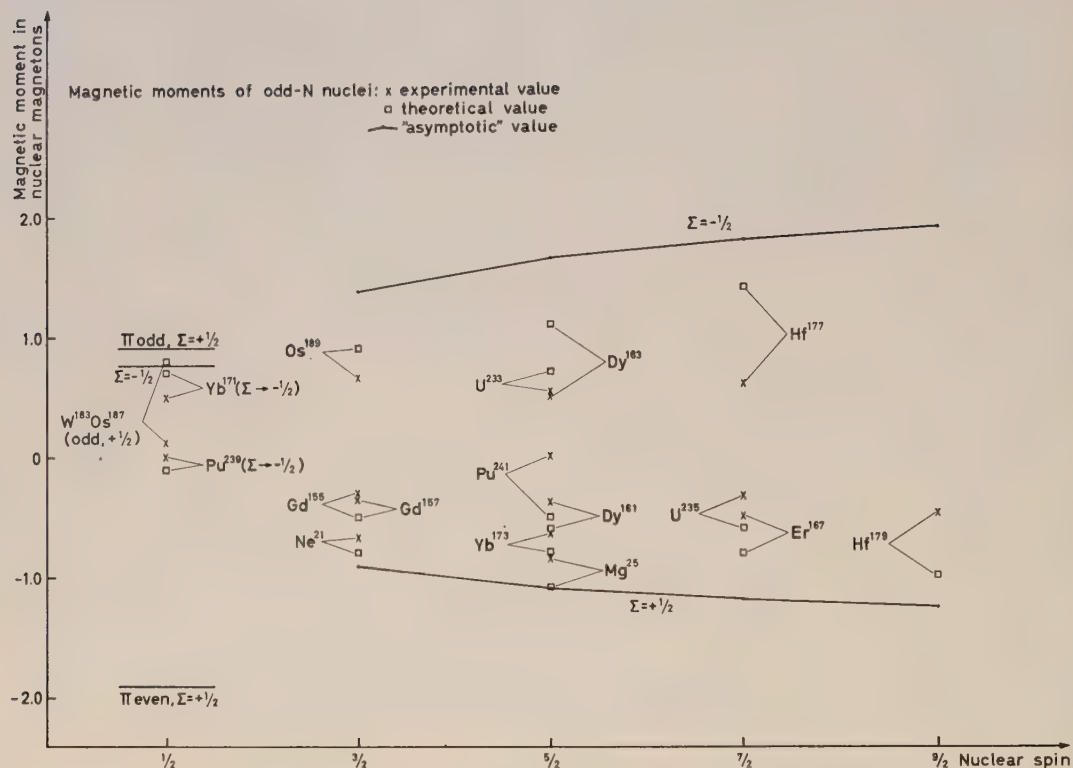 Magnetic moment in
nuclear magnetons
Magnetic moments of odd-N nuclei: x experimental value
□ theoretical value
"asymptotic" value
2.0
1.0
0
-1.0
-2.0
Σ=-½
Π odd, Σ=+½
Σ=-½
Yb¹⁷¹(Σ→-½)
W¹⁸³Os¹⁸⁷
(odd,+½)
Pu²³⁹(Σ→-½)
Os¹⁸⁹
Gd¹⁵⁵
Gd¹⁵⁷
Ne²¹
U²³³
Dy¹⁶³
Pu²⁴¹
Dy¹⁶¹
Yb¹⁷³
Mg²⁵
Hf¹⁷⁷
U²³⁵
Er¹⁶⁷
Hf¹⁷⁹
Σ=+½
Π even, Σ=+½
½ 3/2 5/2 7/2 9/2 Nuclear spin